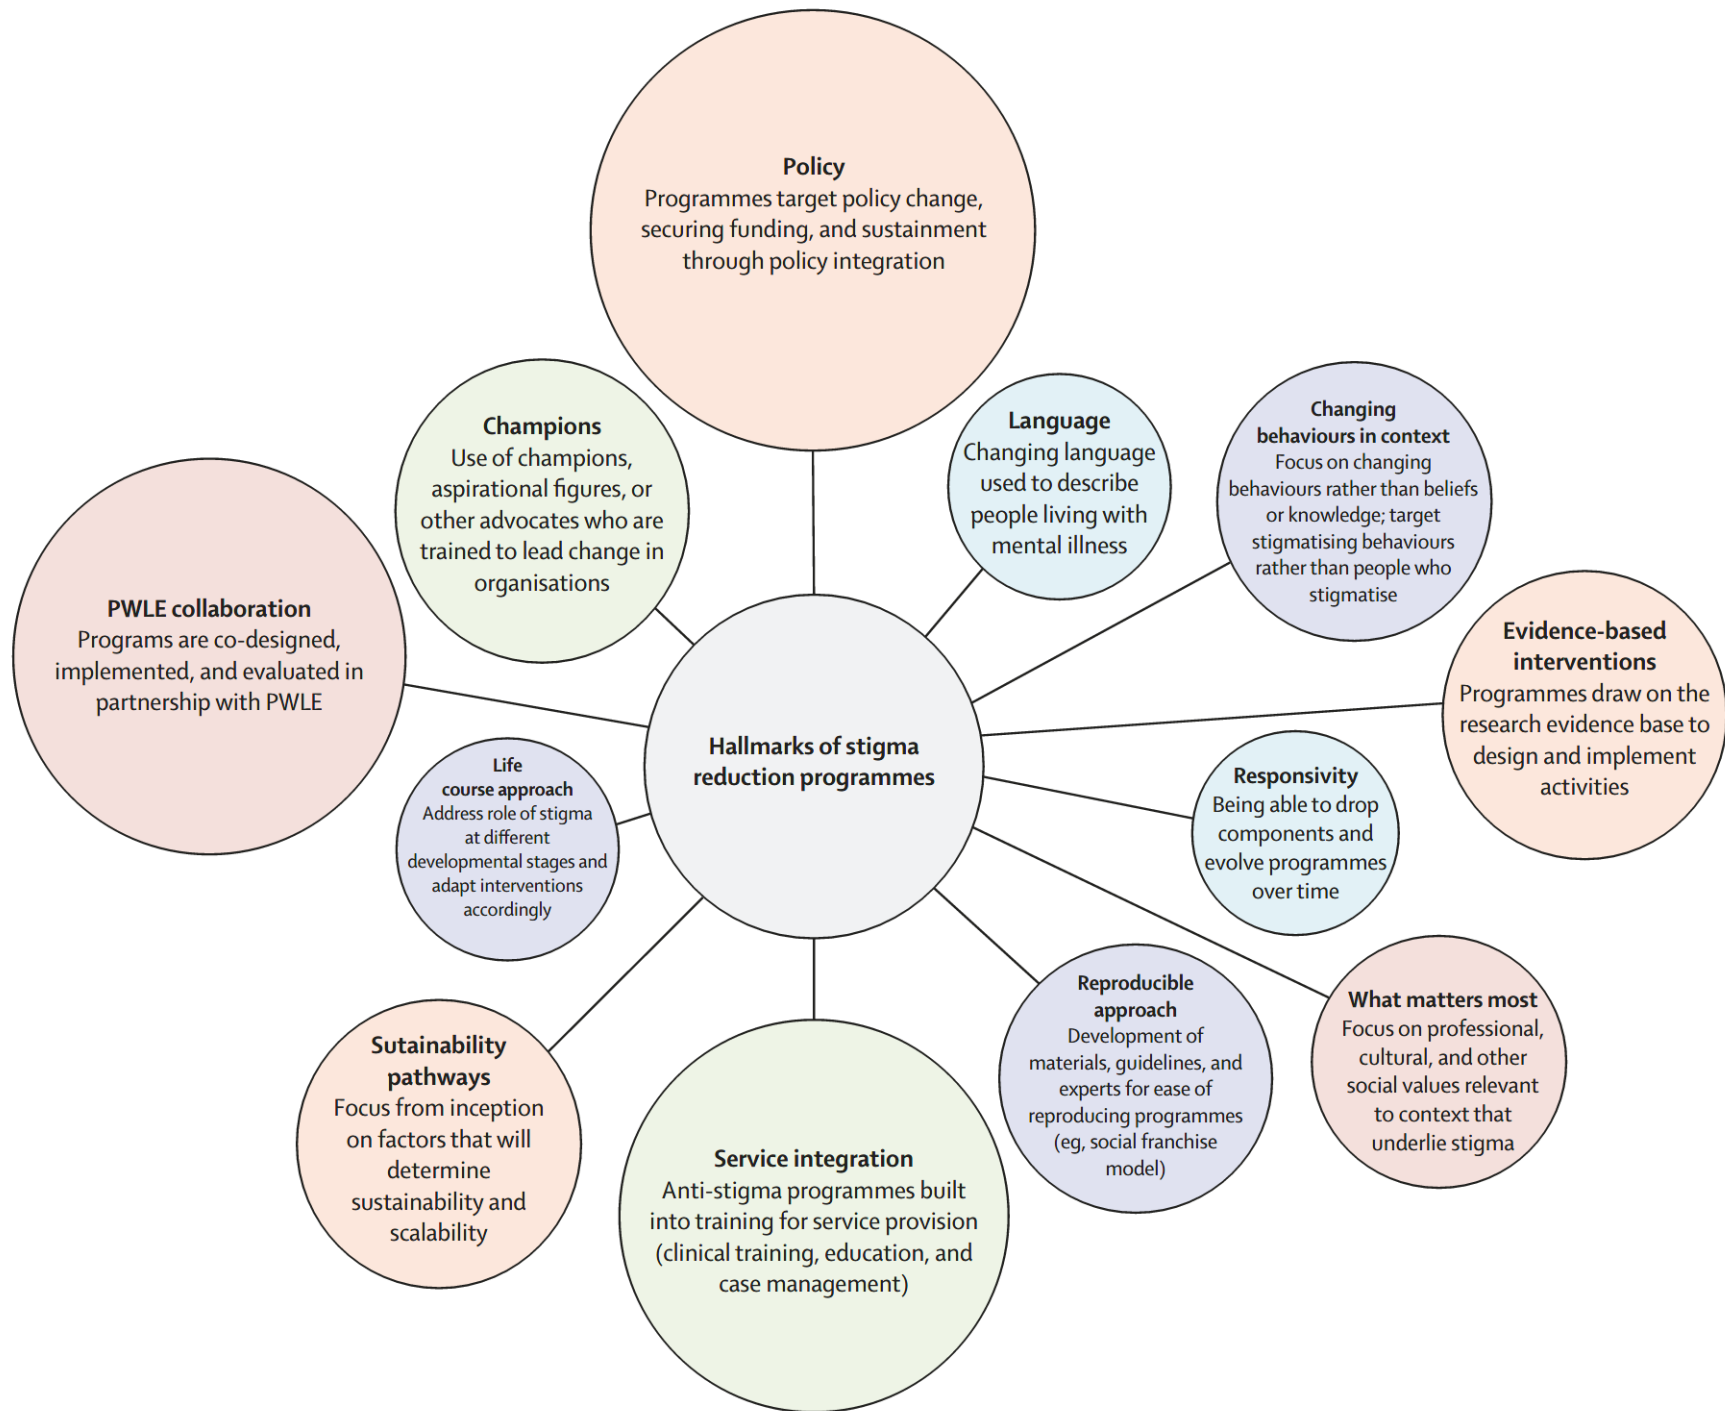 Policy
Programmes target policy change,
securing funding, and sustainment
through policy integration
Champions
Use of champions,
aspirational figures, or
other advocates who are
trained to lead change in
organisations
Language
Changing language
used to describe
people living with
mental illness
Changing
behaviours in context
Focus on changing
behaviours rather than beliefs
or knowledge; target
stigmatising behaviours
rather than people who
stigmatise
PWLE collaboration
Programs are co-designed,
implemented, and evaluated in
partnership with PWLE
Evidence-based
interventions
Programmes draw on the
research evidence base to
design and implement
activities
Hallmarks of stigma
reduction programmes
Life
course approach
Address role of stigma
at different
developmental stages and
adapt interventions
accordingly
Responsivity
Being able to drop
components and
evolve programmes
over time
Sutainability
pathways
Focus from inception
on factors that will
determine
sustainability and
scalability
Service integration
Anti-stigma programmes built
into training for service provision
(clinical training, education, and
case management)
Reproducible
approach
Development of
materials, guidelines, and
experts for ease of
reproducing programmes
(eg, social franchise
model)
What matters most
Focus on professional,
cultural, and other
social values relevant
to context that
underlie stigma